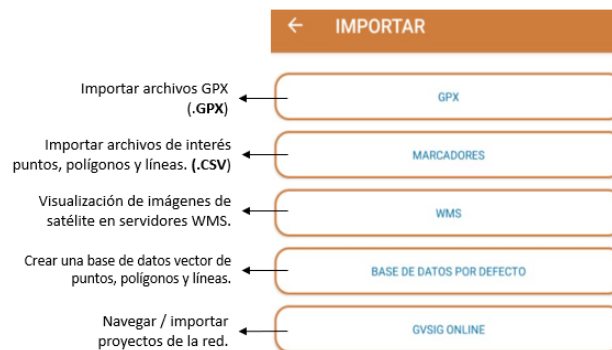 ← IMPORTAR
Importar archivos GPX
(.GPX)
GPX
Importar archivos de interés
puntos, polígonos y líneas. (.CSV)
MARCADORES
Visualización de imágenes de
satélite en servidores WMS.
WMS
Crear una base de datos vector de
puntos, polígonos y líneas.
BASE DE DATOS POR DEFECTO
Navegar / importar
proyectos de la red.
GVSIG ONLINE